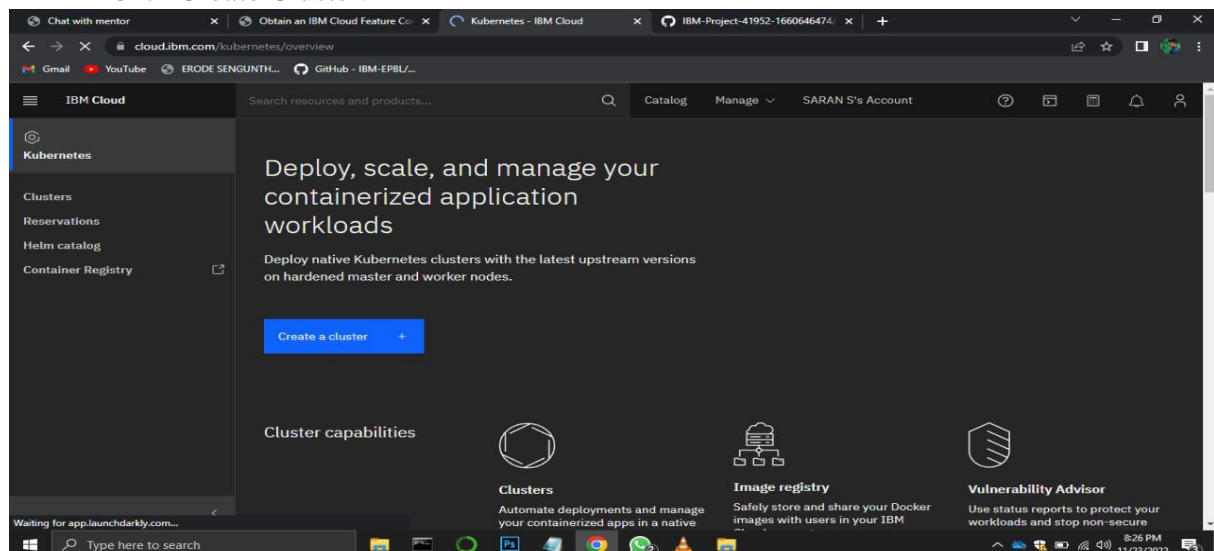 Chat with mentor
Obtain an IBM Cloud Feature Co
Kubernetes - IBM Cloud
IBM-Project-41952-1660646474/
cloud.ibm.com/kubernetes/overview
Gmail
YouTube
ERODE SENGUNTH...
GitHub - IBM-EPBL/...
IBM Cloud
Search resources and products...
Catalog
Manage
SARAN S's Account
Kubernetes
Clusters
Reservations
Helm catalog
Container Registry
Deploy, scale, and manage your
containerized application
workloads
Deploy native Kubernetes clusters with the latest upstream versions
on hardened master and worker nodes.
Create a cluster +
Cluster capabilities
Clusters
Automate deployments and manage
your containerized apps in a native
Image registry
Safely store and share your Docker
images with users in your IBM
Vulnerability Advisor
Use status reports to protect your
workloads and stop non-secure
Waiting for app.launchdarkly.com...
Type here to search
Ps
8:26 PM